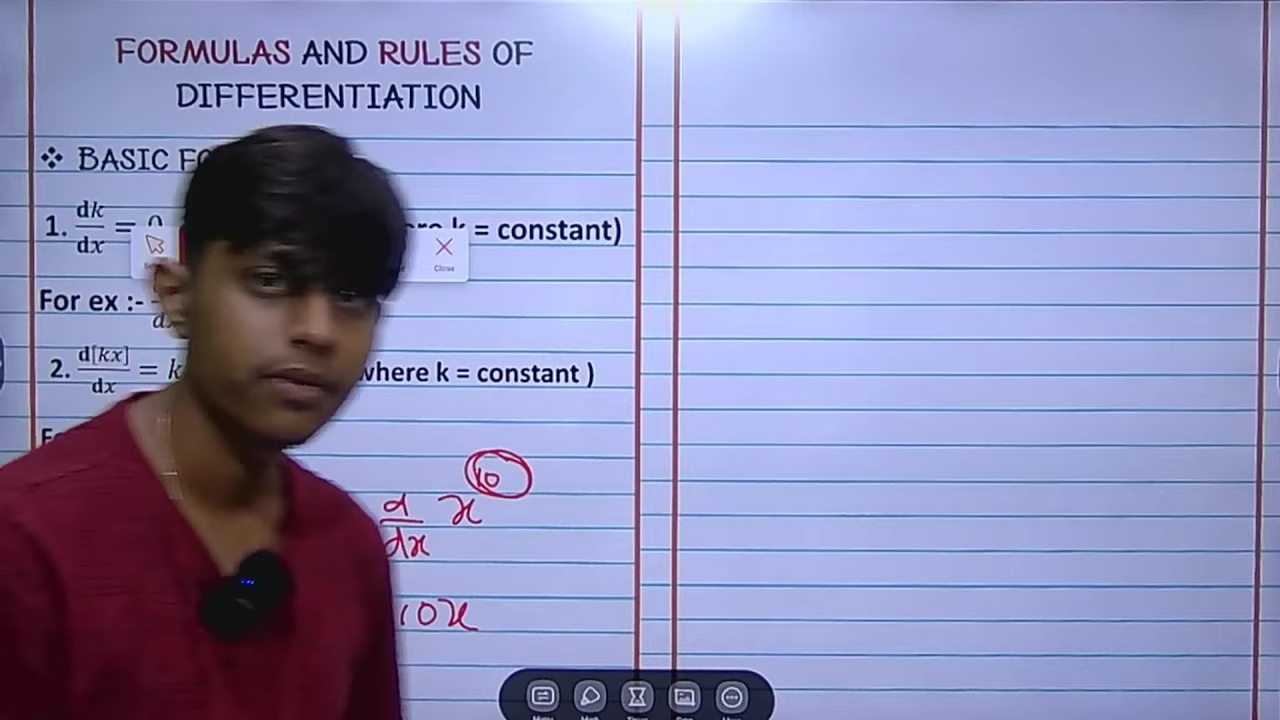 FORMULAS AND RULES OF
DIFFERENTIATION
❖ BASIC
1. dk/dx = 0 k = constant)
Close
For ex :-
2. d[kx]/dx = k where k = constant )
d/dx x^10
10x